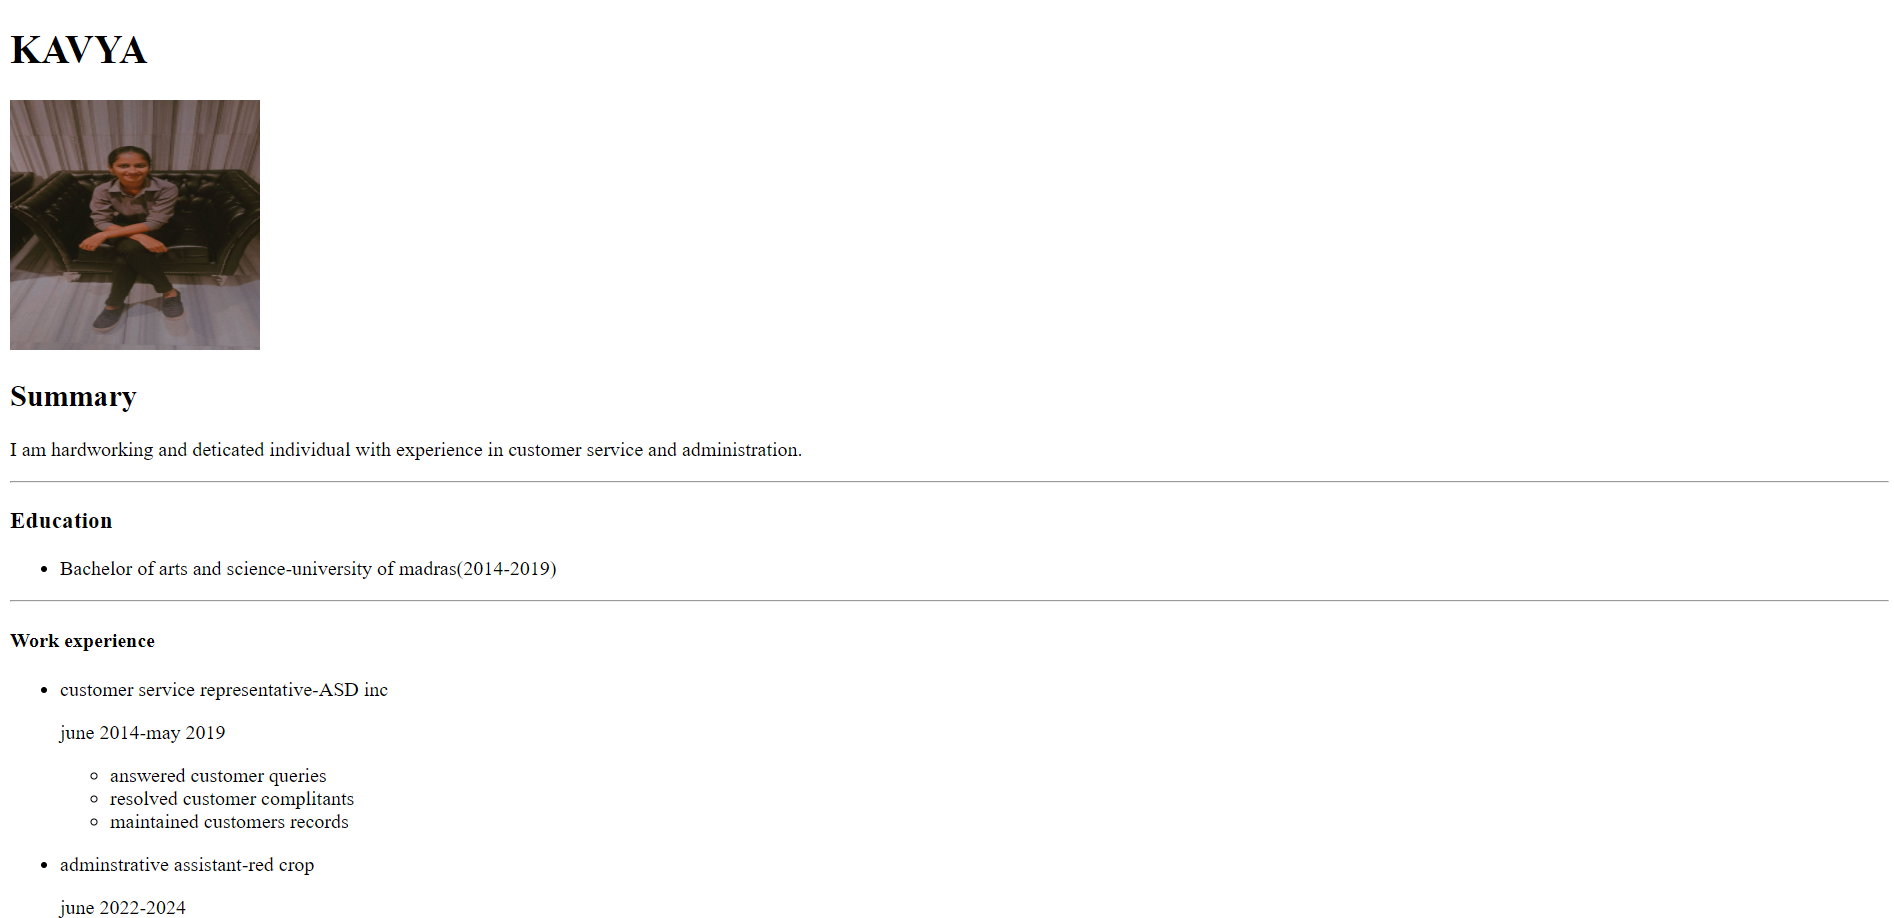 KAVYA
Summary
I am hardworking and deticated individual with experience in customer service and administration.
Education
Bachelor of arts and science-university of madras(2014-2019)
Work experience
customer service representative-ASD inc
june 2014-may 2019
answered customer queries
resolved customer complitants
maintained customers records
adminstrative assistant-red crop
june 2022-2024